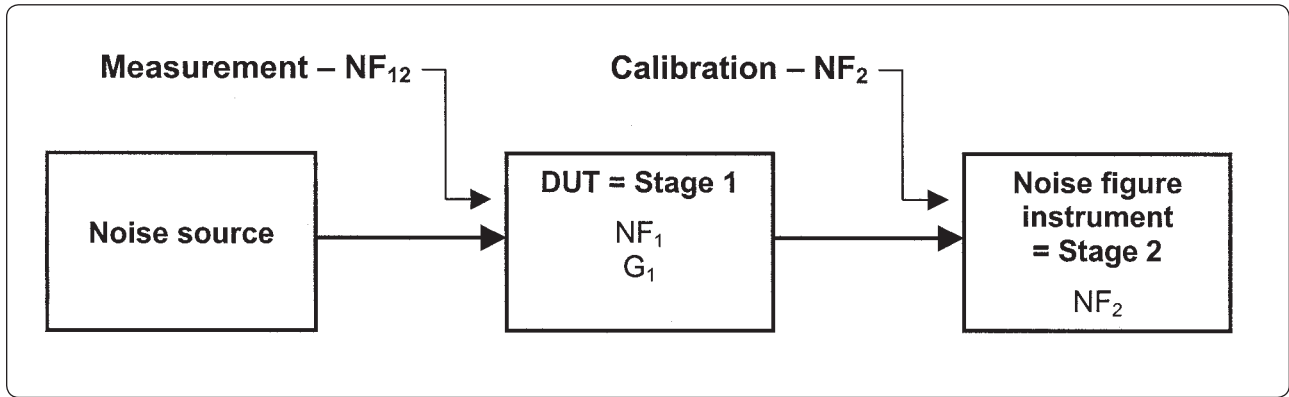 Measurement – NF₁₂
Calibration – NF₂
Noise source
DUT = Stage 1
NF₁
G₁
Noise figure
instrument
= Stage 2
NF₂